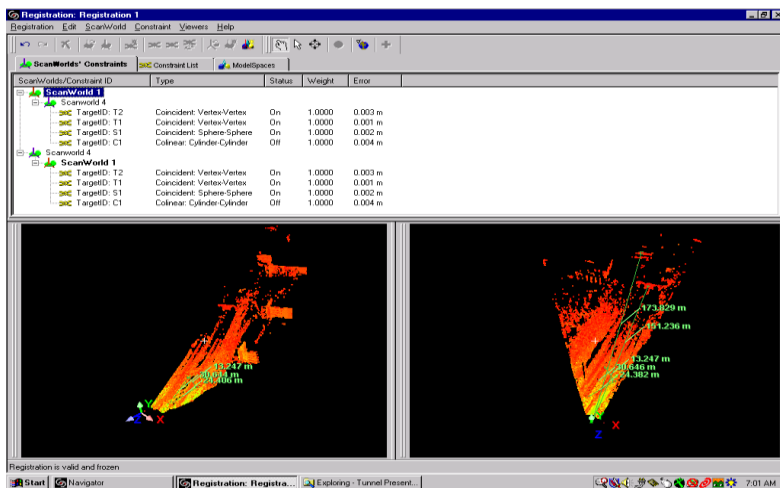 Registration: Registration 1
Registration Edit ScanWorld Constraint Viewers Help
ScanWorlds' Constraints Constraint List ModelSpaces
ScanWorlds/Constraint ID Type Status Weight Error
ScanWorld 1
Scanworld 4
TargetID: T2 Coincident: Vertex-Vertex On 1.0000 0.003 m
TargetID: T1 Coincident: Vertex-Vertex On 1.0000 0.001 m
TargetID: S1 Coincident: Sphere-Sphere On 1.0000 0.002 m
TargetID: C1 Colinear: Cylinder-Cylinder Off 1.0000 0.004 m
Scanworld 4
ScanWorld 1
TargetID: T2 Coincident: Vertex-Vertex On 1.0000 0.003 m
TargetID: T1 Coincident: Vertex-Vertex On 1.0000 0.001 m
TargetID: S1 Coincident: Sphere-Sphere On 1.0000 0.002 m
TargetID: C1 Colinear: Cylinder-Cylinder Off 1.0000 0.004 m
13.247 m
30.644 m
24.406 m
Y
Z X
173.829 m
151.236 m
13.247 m
30.646 m
24.382 m
X
Z
Registration is valid and frozen
Start Navigator Registration: Registra... Exploring - Tunnel Present... 7:01 AM